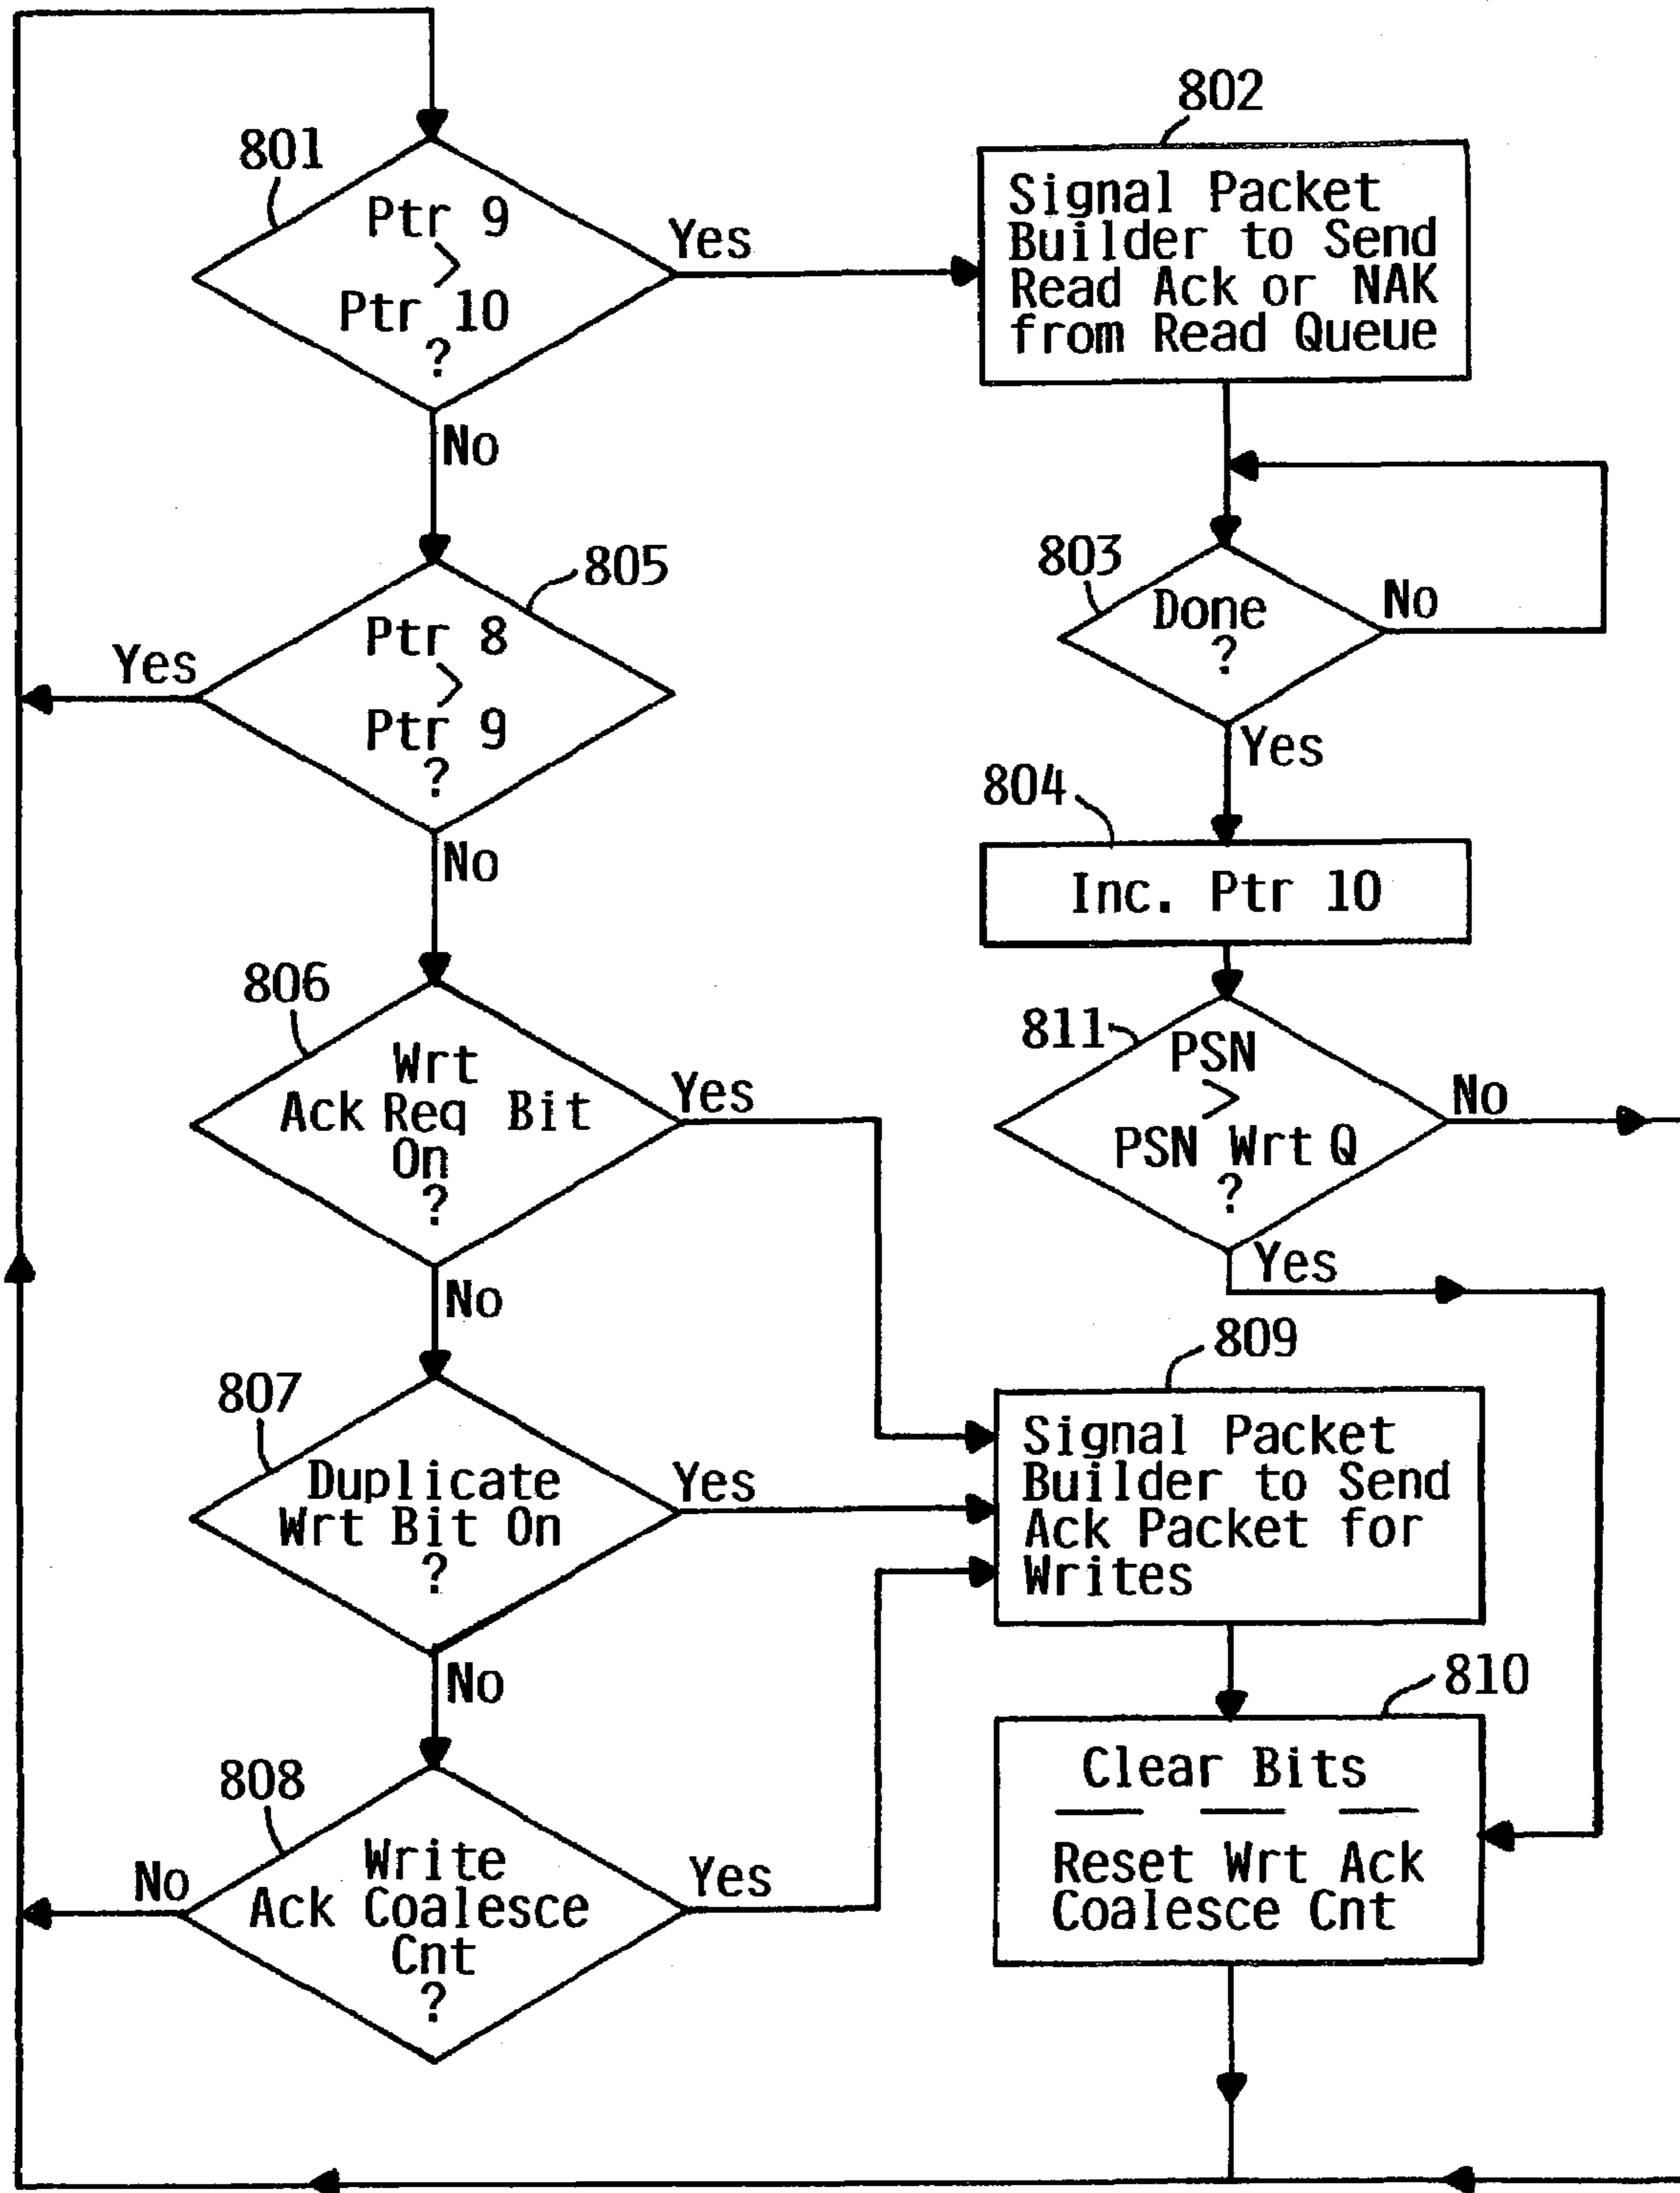 801
Ptr 9
>
Ptr 10
?
Yes
No
802
Signal Packet
Builder to Send
Read Ack or NAK
from Read Queue
803
Done
?
No
Yes
804
Inc. Ptr 10
805
Ptr 8
>
Ptr 9
?
Yes
No
806
Wrt
Ack Req Bit
On
?
Yes
No
811
PSN
>
PSN Wrt Q
?
No
Yes
807
Duplicate
Wrt Bit On
?
Yes
No
809
Signal Packet
Builder to Send
Ack Packet for
Writes
808
Write
Ack Coalesce
Cnt
?
No
Yes
810
Clear Bits
Reset Wrt Ack
Coalesce Cnt